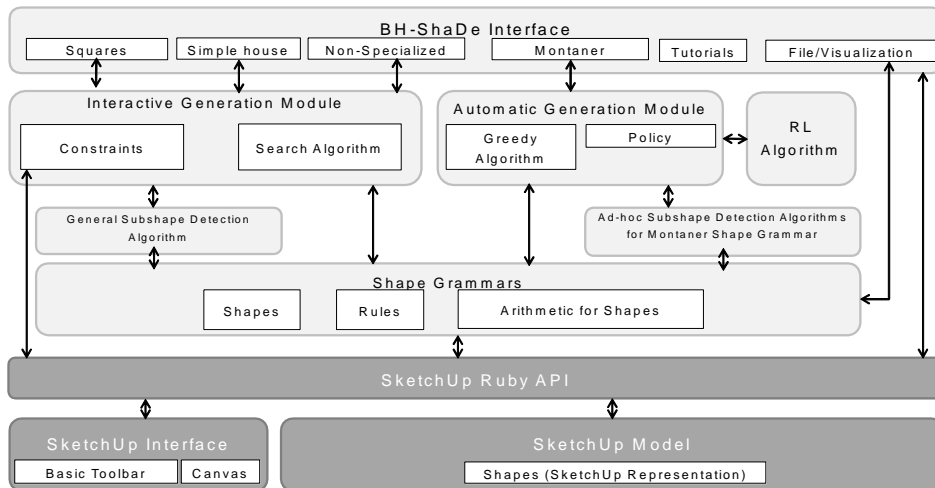 BH-ShaDe Interface
Squares
Simple house
Non-Specialized
Montaner
Tutorials
File/Visualization
Interactive Generation Module
Constraints
Search Algorithm
Automatic Generation Module
Greedy
Algorithm
Policy
RL
Algorithm
General Subshape Detection
Algorithm
Ad-hoc Subshape Detection Algorithms
for Montaner Shape Grammar
Shape Grammars
Shapes
Rules
Arithmetic for Shapes
SketchUp Ruby API
SketchUp Interface
Basic Toolbar
Canvas
SketchUp Model
Shapes (SketchUp Representation)